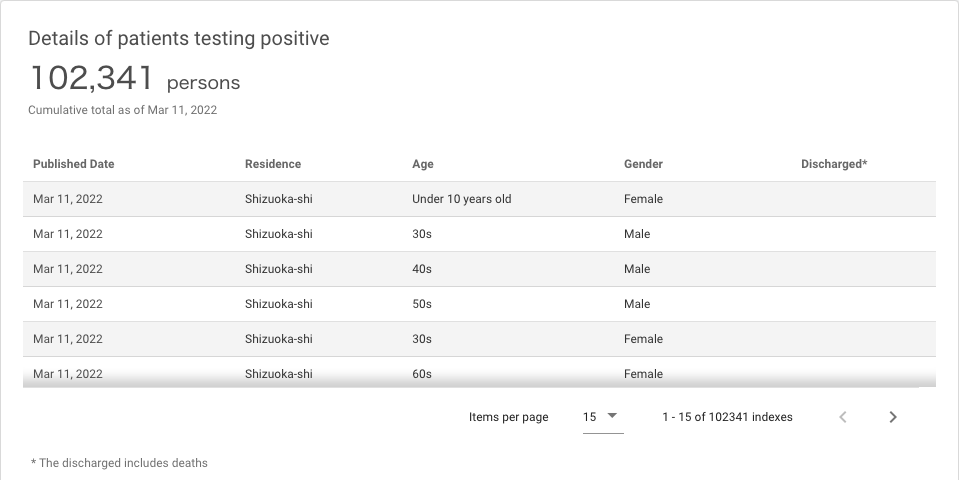 Details of patients testing positive
102,341 persons
Cumulative total as of Mar 11, 2022
Published Date Residence Age Gender Discharged*
Mar 11, 2022 Shizuoka-shi Under 10 years old Female
Mar 11, 2022 Shizuoka-shi 30s Male
Mar 11, 2022 Shizuoka-shi 40s Male
Mar 11, 2022 Shizuoka-shi 50s Male
Mar 11, 2022 Shizuoka-shi 30s Female
Mar 11, 2022 Shizuoka-shi 60s Female
Items per page 15 1 - 15 of 102341 indexes
* The discharged includes deaths